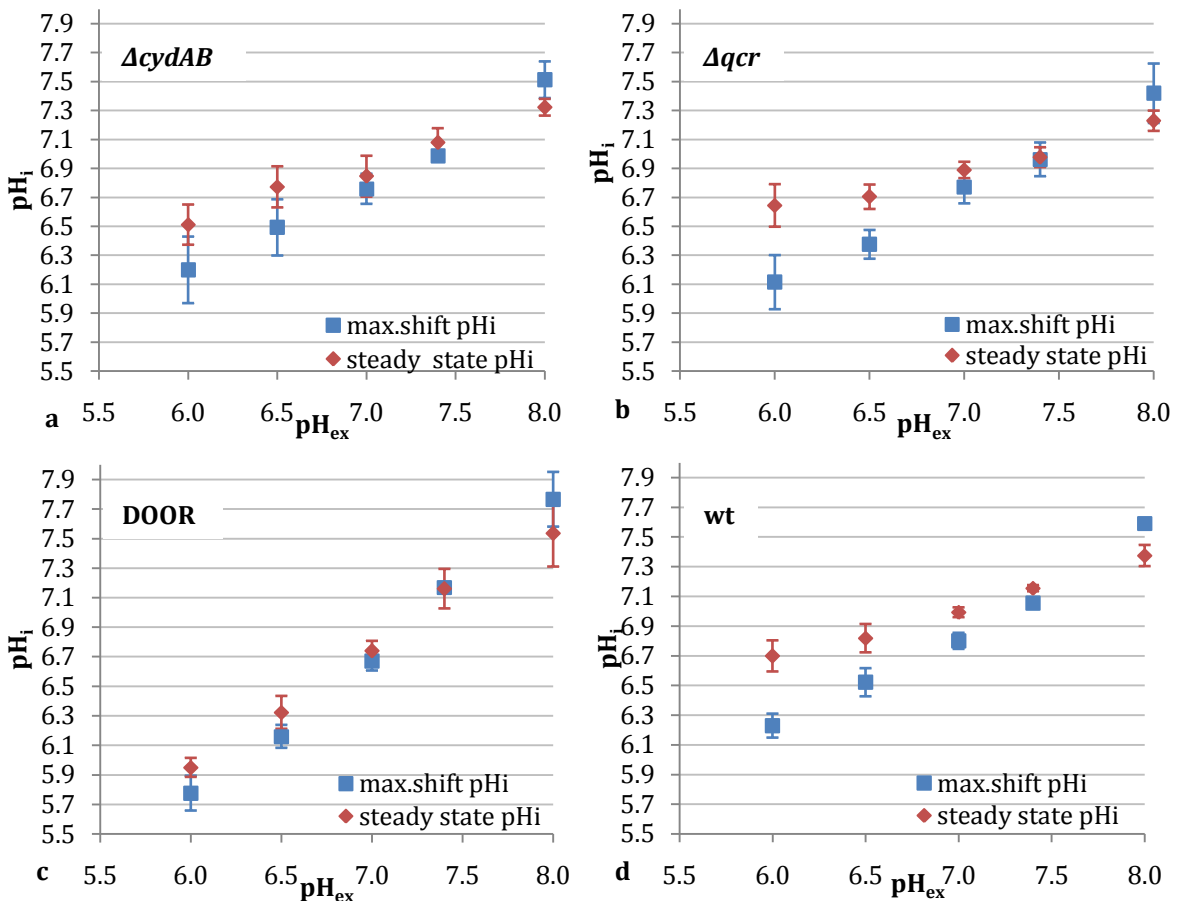 7.9
7.7
7.5
7.3
7.1
6.9
6.7
6.5
6.3
6.1
5.9
5.7
5.5
pHi
ΔcydAB
max.shift pHi
steady state pHi
5.5 6.0 6.5 7.0 7.5 8.0
a
pHex
7.9
7.7
7.5
7.3
7.1
6.9
6.7
6.5
6.3
6.1
5.9
5.7
5.5
pHi
Δqcr
max.shift pHi
steady state pHi
5.5 6.0 6.5 7.0 7.5 8.0
b
pHex
7.9
7.7
7.5
7.3
7.1
6.9
6.7
6.5
6.3
6.1
5.9
5.7
5.5
pHi
DOOR
max.shift pHi
steady state pHi
5.5 6.0 6.5 7.0 7.5 8.0
c
pHex
7.9
7.7
7.5
7.3
7.1
6.9
6.7
6.5
6.3
6.1
5.9
5.7
5.5
pHi
wt
max.shift pHi
steady state pHi
5.5 6.0 6.5 7.0 7.5 8.0
d
pHex